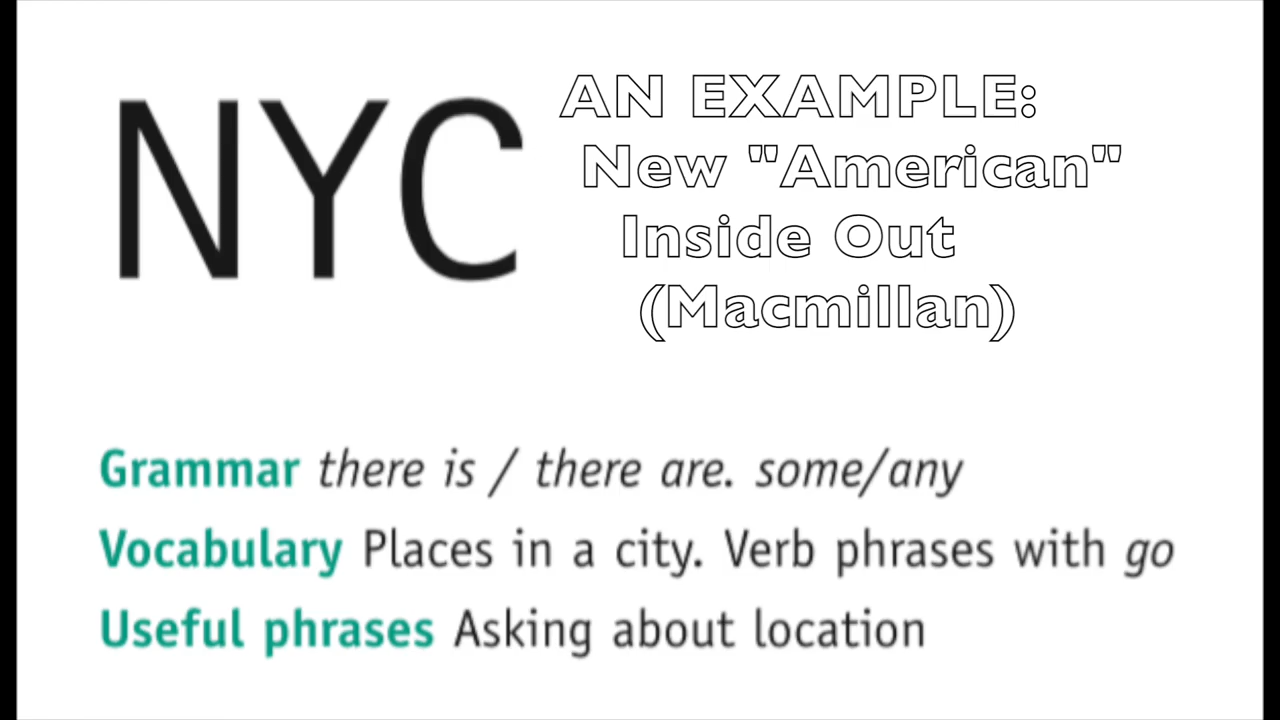 NYC
AN EXAMPLE:
New "American"
Inside Out
(Macmillan)
Grammar there is / there are. some/any
Vocabulary Places in a city. Verb phrases with go
Useful phrases Asking about location